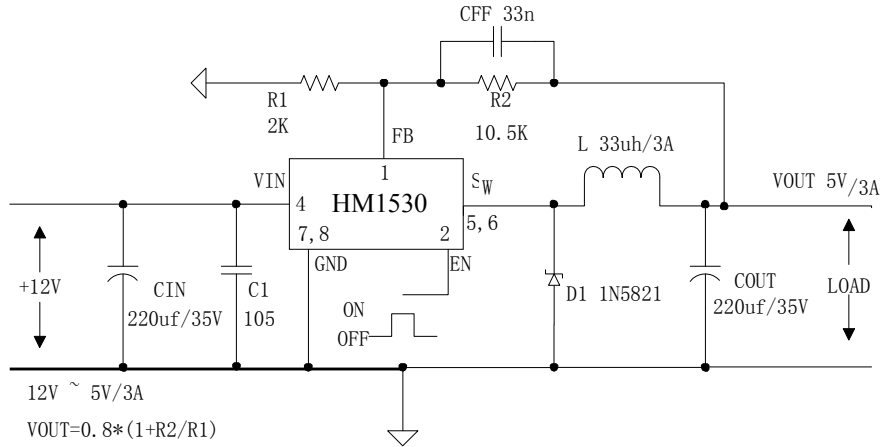 CFF 33n
R1
2K
R2
10.5K
FB
L 33uh/3A
VIN
1
SW
VOUT 5V/3A
4
HM1530
5,6
7,8
2
GND
EN
+12V
CIN
220uf/35V
C1
105
ON
OFF
D1 1N5821
COUT
220uf/35V
LOAD
12V ~ 5V/3A
VOUT=0.8*(1+R2/R1)